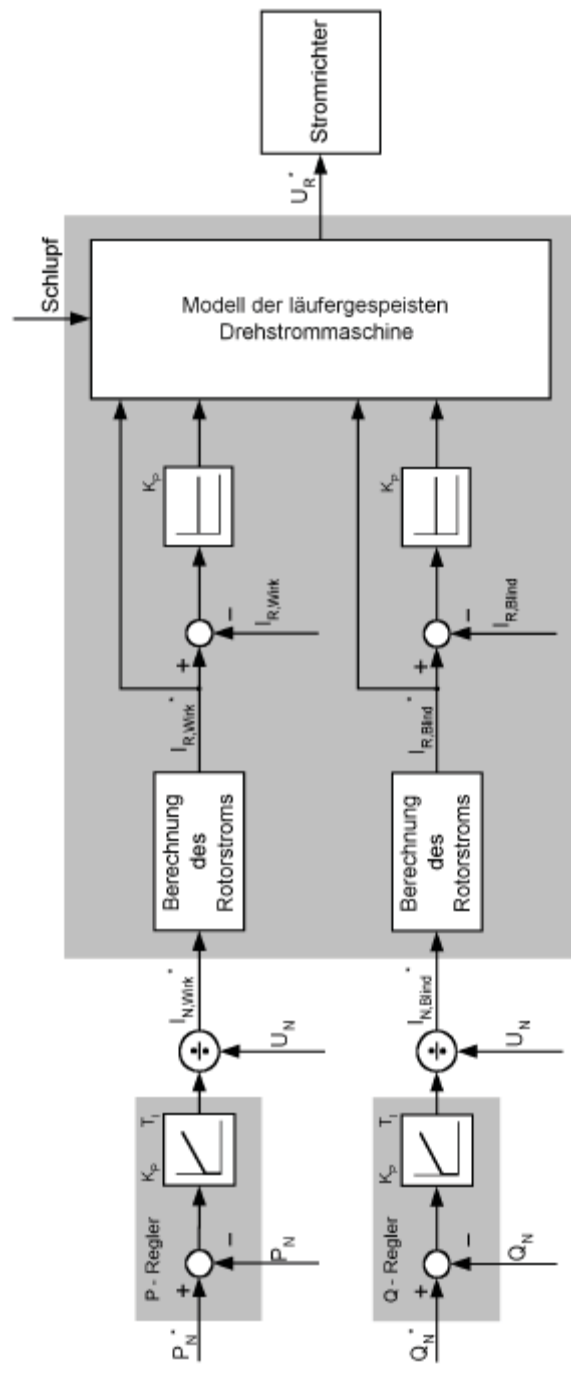 P_N*
+
−
P_N
P - Regler
K_P
T_I
÷
U_N
I_N,Wirk*
Berechnung
des
Rotorstroms
I_R,Wirk*
+
−
I_R,Wirk
K_P
Q_N*
+
−
Q_N
Q - Regler
K_P
T_I
÷
U_N
I_N,Blind*
Berechnung
des
Rotorstroms
I_R,Blind*
+
−
I_R,Blind
K_P
Schlupf
Modell der läufergespeisten
Drehstrommaschine
U_R*
Stromrichter